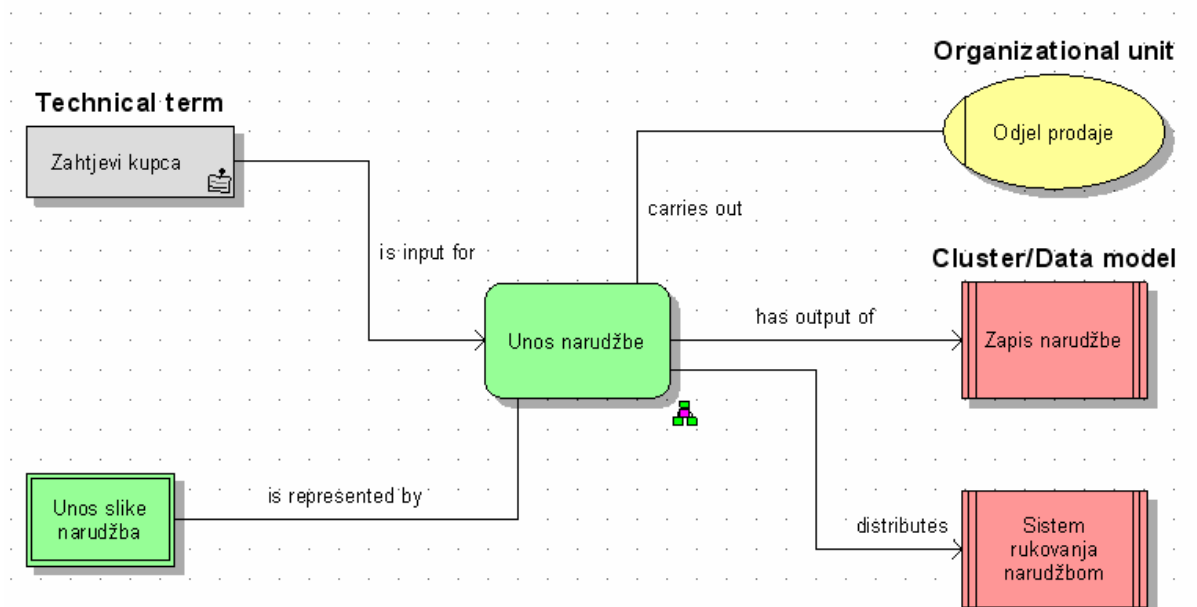 Organizational unit
Technical term
Odjel prodaje
Zahtjevi kupca
carries out
is input for
Cluster/Data model
has output of
Unos narudžbe
Zapis narudžbe
is represented by
Unos slike
narudžba
distributes
Sistem
rukovanja
narudžbom